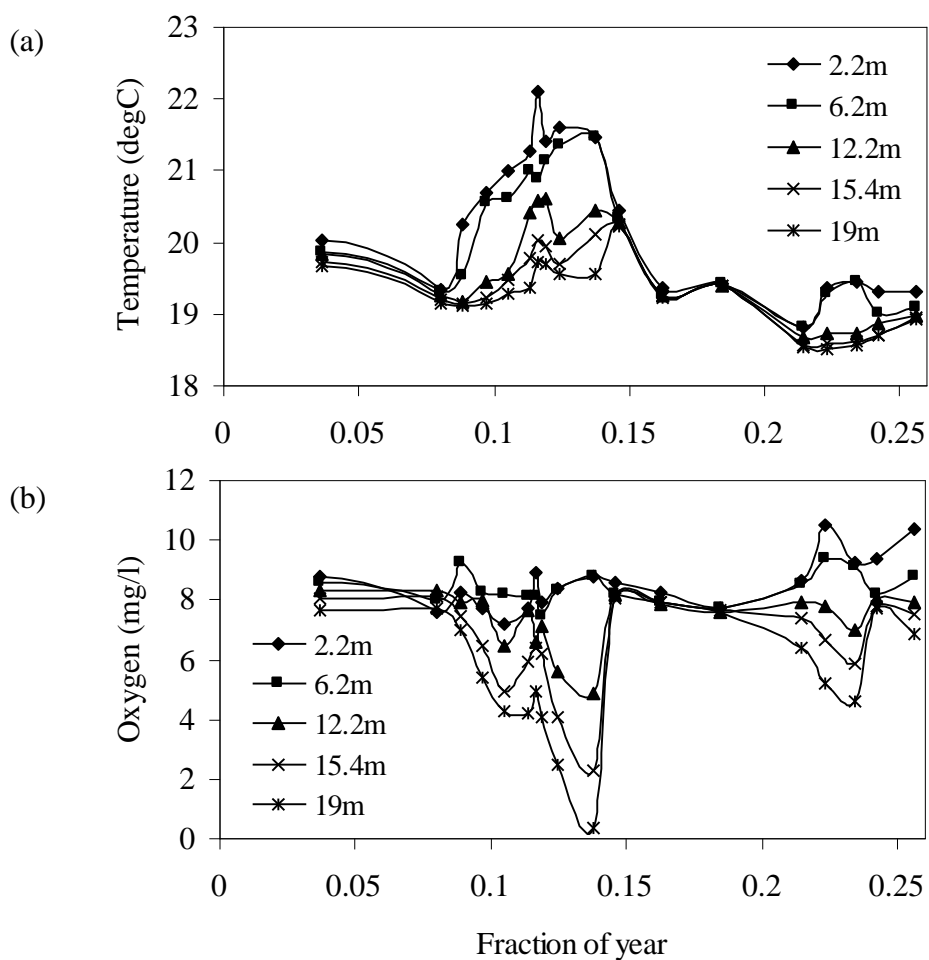 (a)
Temperature (degC)
23
22
21
20
19
18
2.2m
6.2m
12.2m
15.4m
19m
0 0.05 0.1 0.15 0.2 0.25
(b)
Oxygen (mg/l)
12
10
8
6
4
2
0
2.2m
6.2m
12.2m
15.4m
19m
0 0.05 0.1 0.15 0.2 0.25
Fraction of year